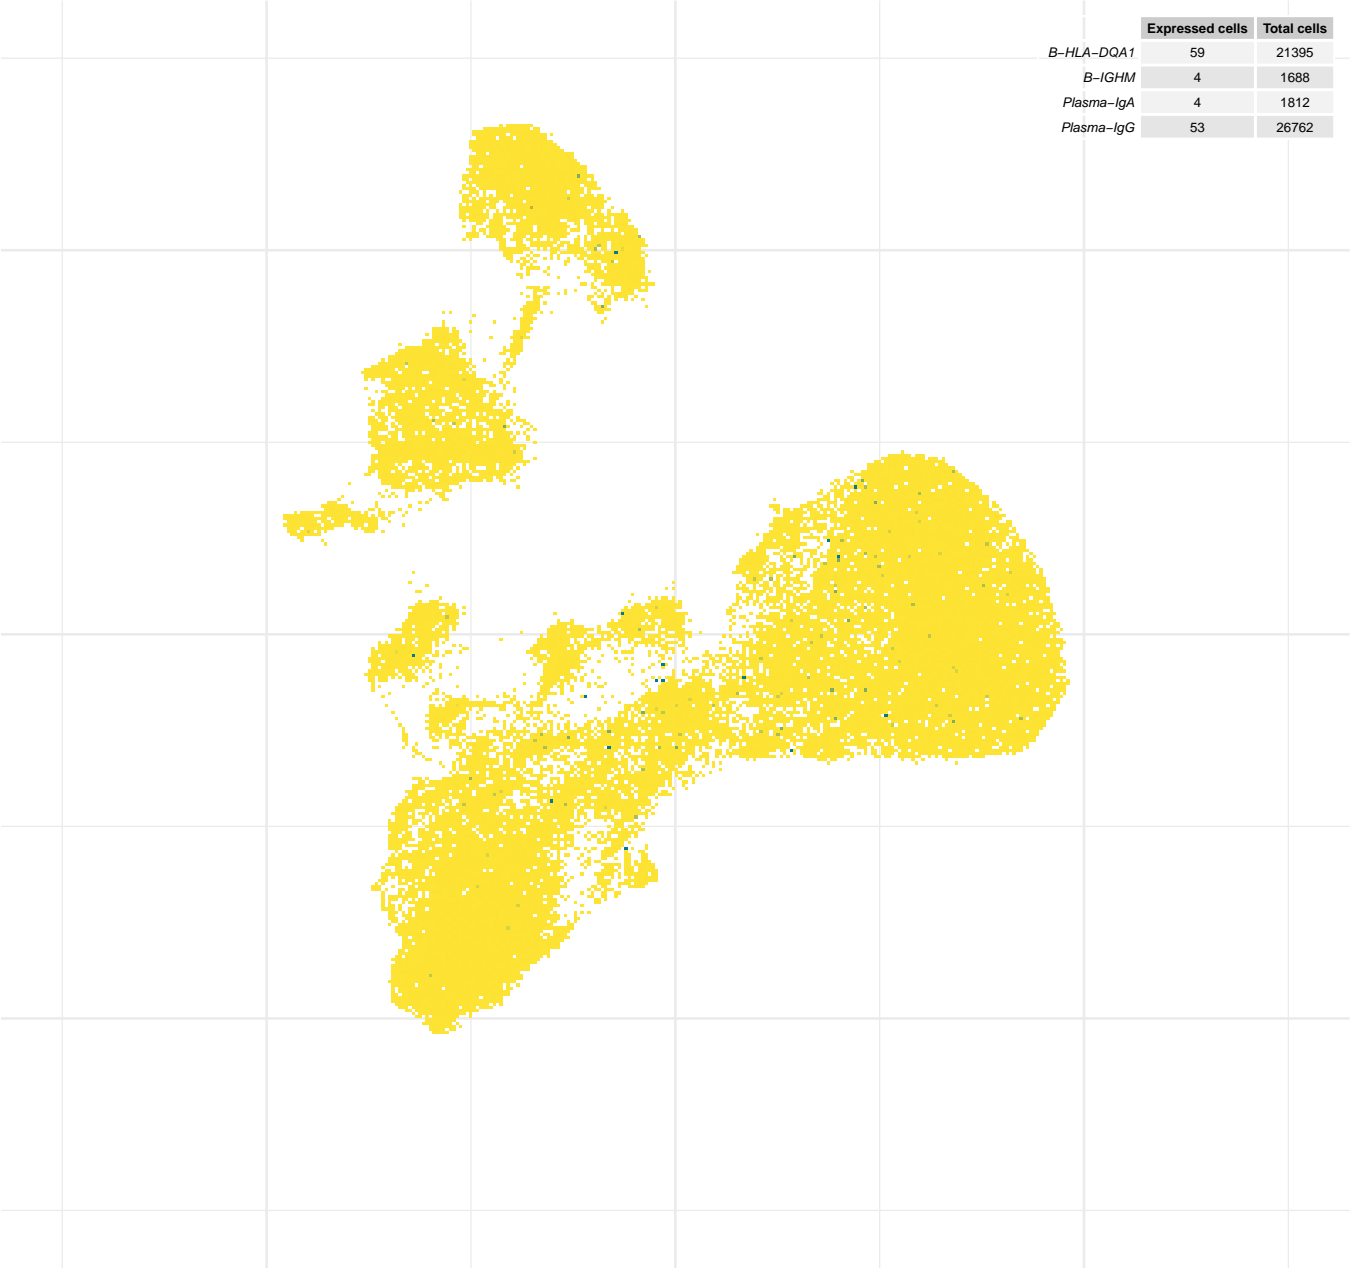 Expressed cells Total cells
B−HLA−DQA1 59 21395
B−IGHM 4 1688
Plasma−IgA 4 1812
Plasma−IgG 53 26762